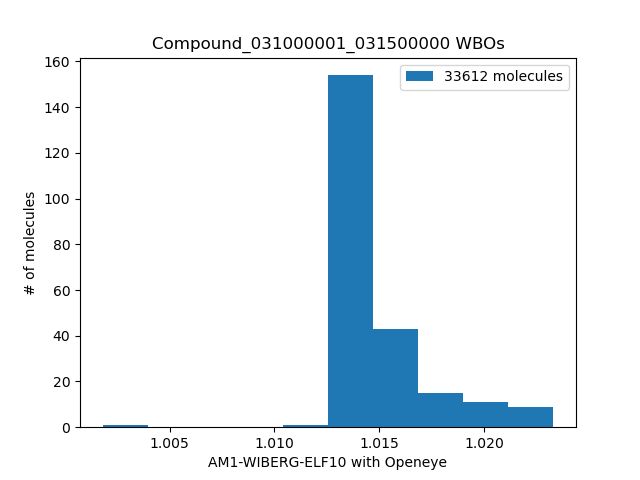 Compound_031000001_031500000 WBOs
33612 molecules
160
140
120
100
80
60
40
20
0
# of molecules
1.005 1.010 1.015 1.020
AM1-WIBERG-ELF10 with Openeye